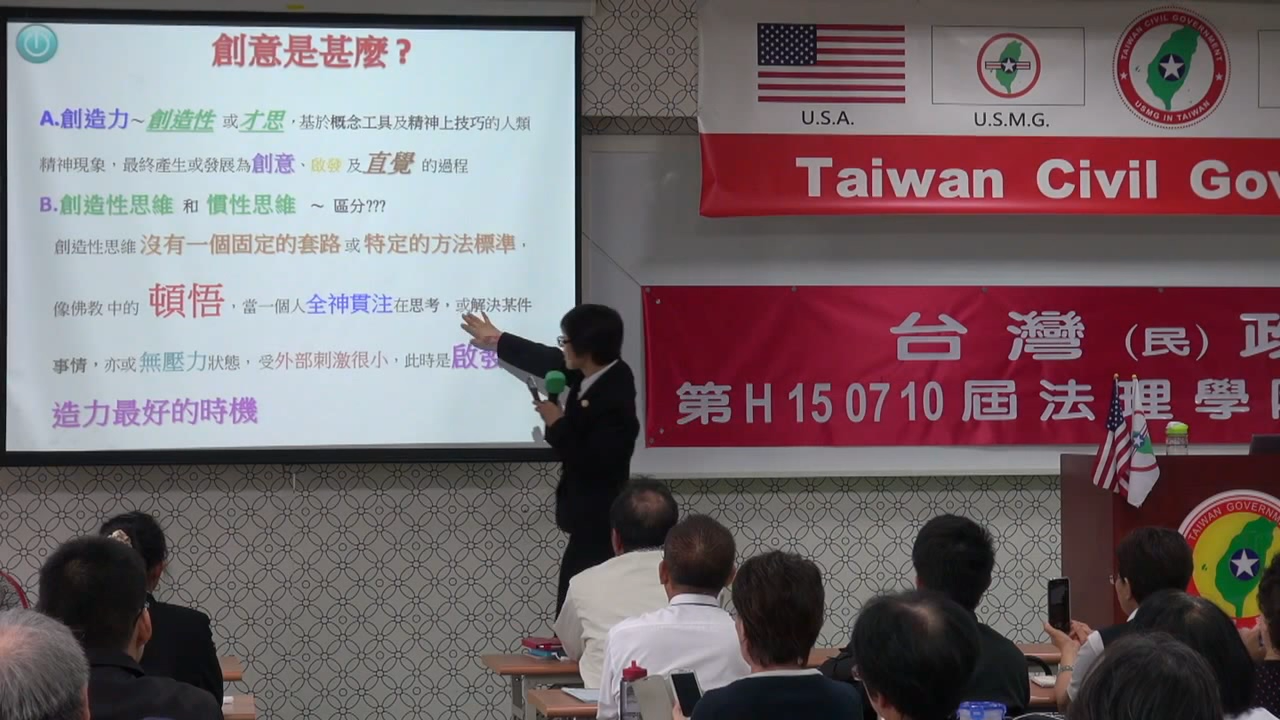 創意是甚麼？
A.創造力～創造性 或才思，基於概念工具及精神上技巧的人類
精神現象，最終產生或發展為創意、啟發 及直覺 的過程
B.創造性思維 和 慣性思維 ～ 區分???
創造性思維 沒有一個固定的套路 或 特定的方法標準，
像佛教中的 頓悟，當一個人全神貫注在思考，或解決某件
事情，亦或無壓力狀態，受外部刺激很小，此時是啟發
造力最好的時機
U.S.A.
U.S.M.G.
TAIWAN CIVIL GOVERNMENT
USMG IN TAIWAN
Taiwan Civil Gov
台灣（民）政
第H 15 07 10 屆法理學
TAIWAN GOVERNM